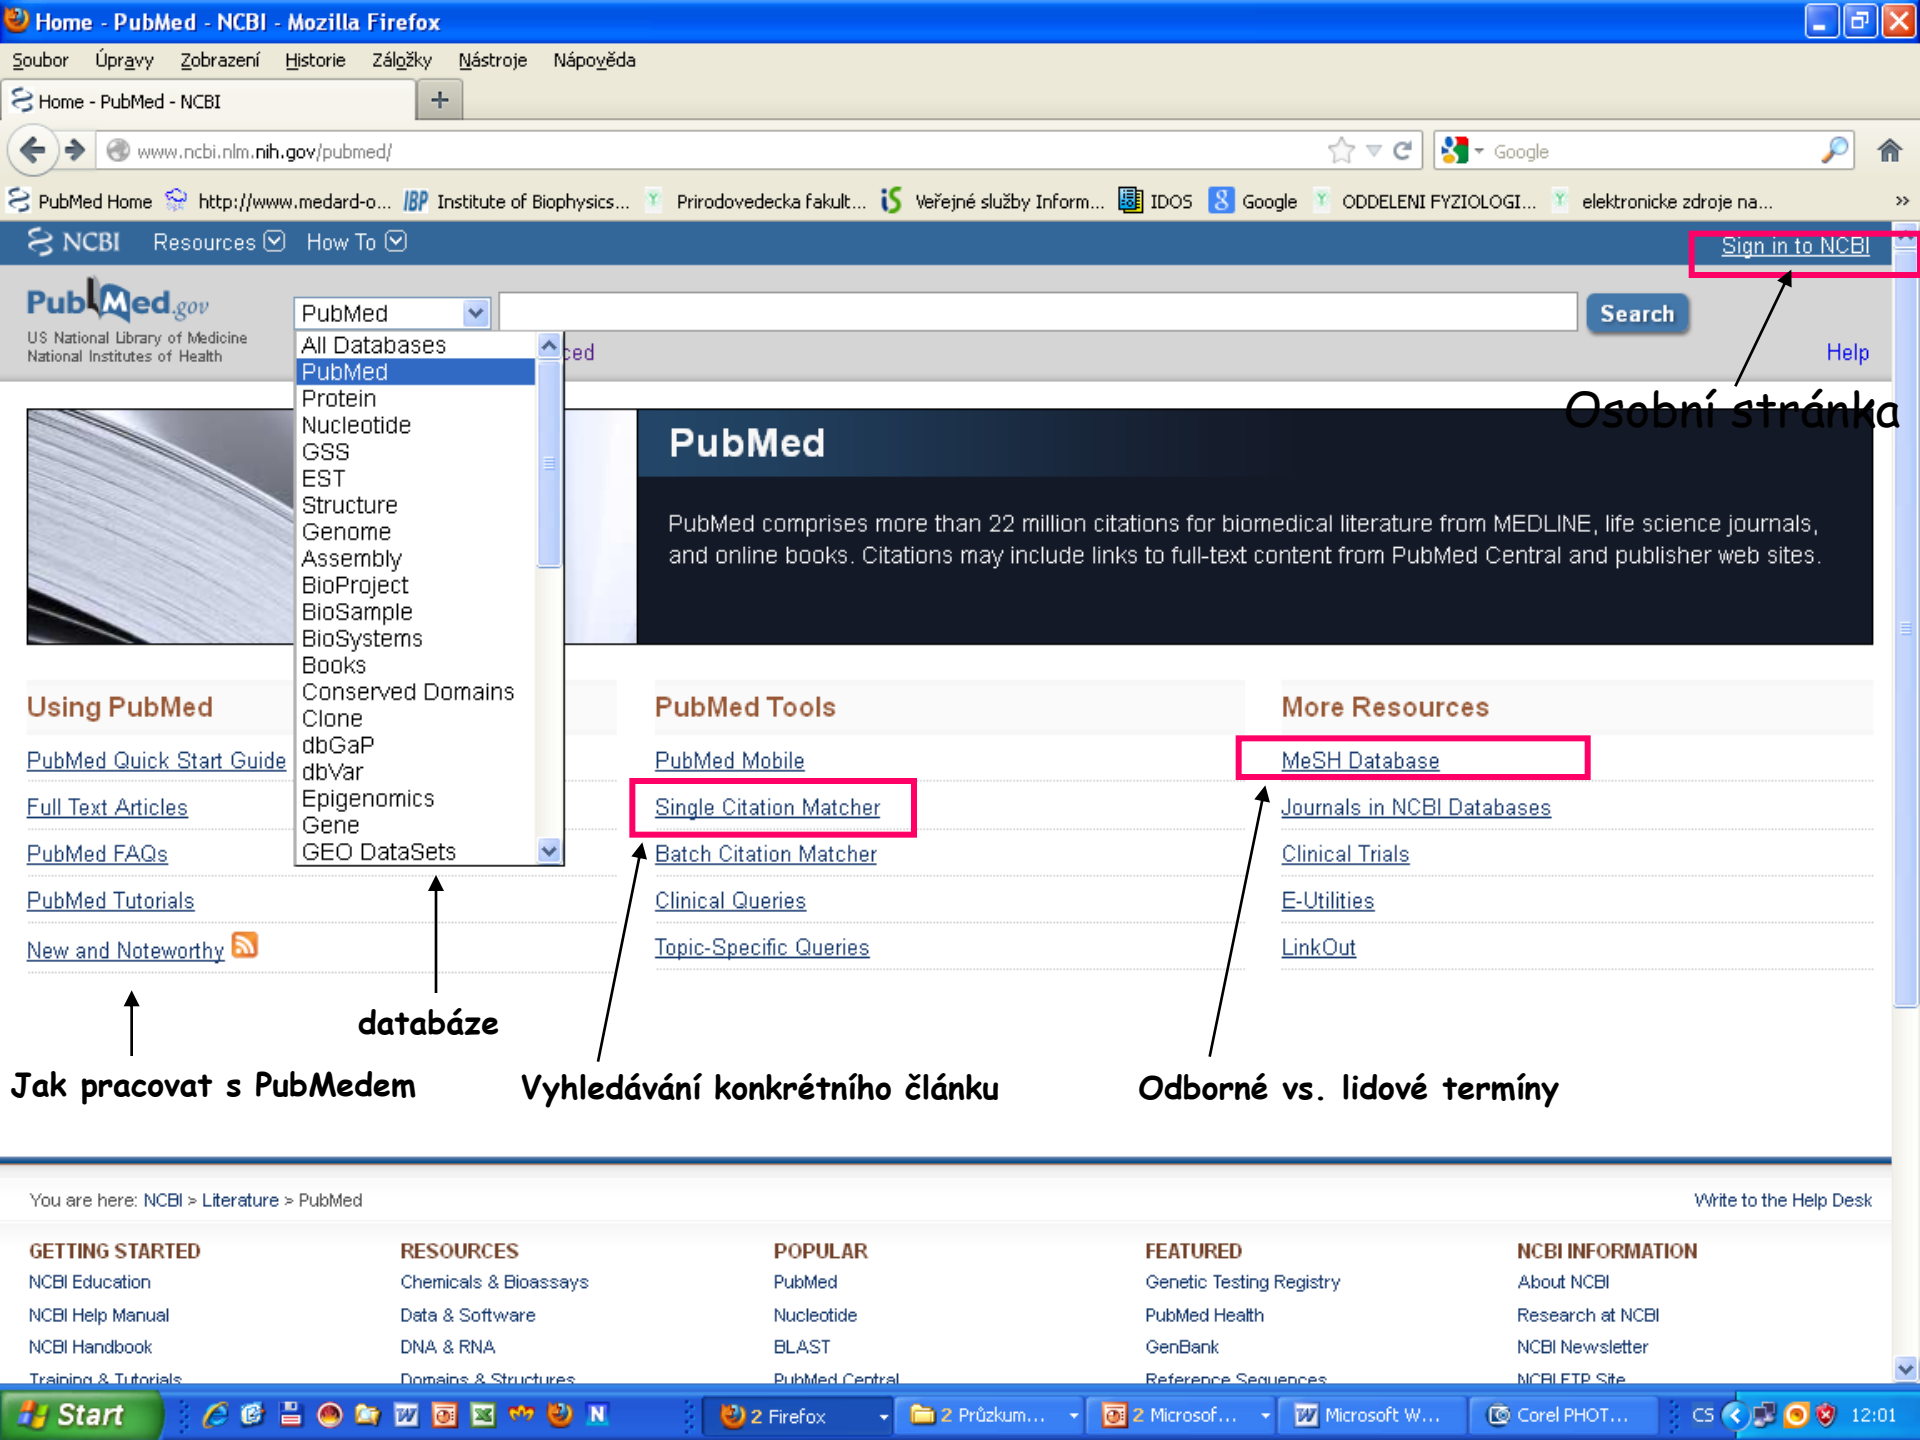 Home - PubMed - NCBI - Mozilla Firefox
Soubor Úpravy Zobrazení Historie Záložky Nástroje Nápověda
Home - PubMed - NCBI
www.ncbi.nlm.nih.gov/pubmed/
Google
PubMed Home http://www.medard-o... IBP Institute of Biophysics... Prirodovedecka fakult... Veřejné služby Inform... IDOS Google ODDELENI FYZIOLOGI... elektronicke zdroje na... »
NCBI Resources How To
Sign in to NCBI
PubMed.gov
US National Library of Medicine
National Institutes of Health
PubMed
Search
Help
All Databases
PubMed
Protein
Nucleotide
GSS
EST
Structure
Genome
Assembly
BioProject
BioSample
BioSystems
Books
Conserved Domains
Clone
dbGaP
dbVar
Epigenomics
Gene
GEO DataSets
Osobní stránka
PubMed
PubMed comprises more than 22 million citations for biomedical literature from MEDLINE, life science journals,
and online books. Citations may include links to full-text content from PubMed Central and publisher web sites.
Using PubMed
PubMed Quick Start Guide
Full Text Articles
PubMed FAQs
PubMed Tutorials
New and Noteworthy
PubMed Tools
PubMed Mobile
Single Citation Matcher
Batch Citation Matcher
Clinical Queries
Topic-Specific Queries
More Resources
MeSH Database
Journals in NCBI Databases
Clinical Trials
E-Utilities
LinkOut
databáze
Jak pracovat s PubMedem
Vyhledávání konkrétního článku
Odborné vs. lidové termíny
You are here: NCBI > Literature > PubMed
Write to the Help Desk
GETTING STARTED
NCBI Education
NCBI Help Manual
NCBI Handbook
Training & Tutorials
RESOURCES
Chemicals & Bioassays
Data & Software
DNA & RNA
Domains & Structures
POPULAR
PubMed
Nucleotide
BLAST
PubMed Central
FEATURED
Genetic Testing Registry
PubMed Health
GenBank
Reference Sequences
NCBI INFORMATION
About NCBI
Research at NCBI
NCBI Newsletter
NCBI FTP Site
Start
2 Firefox
2 Průzkum...
2 Microsof...
Microsoft W...
Corel PHOT...
CS
12:01